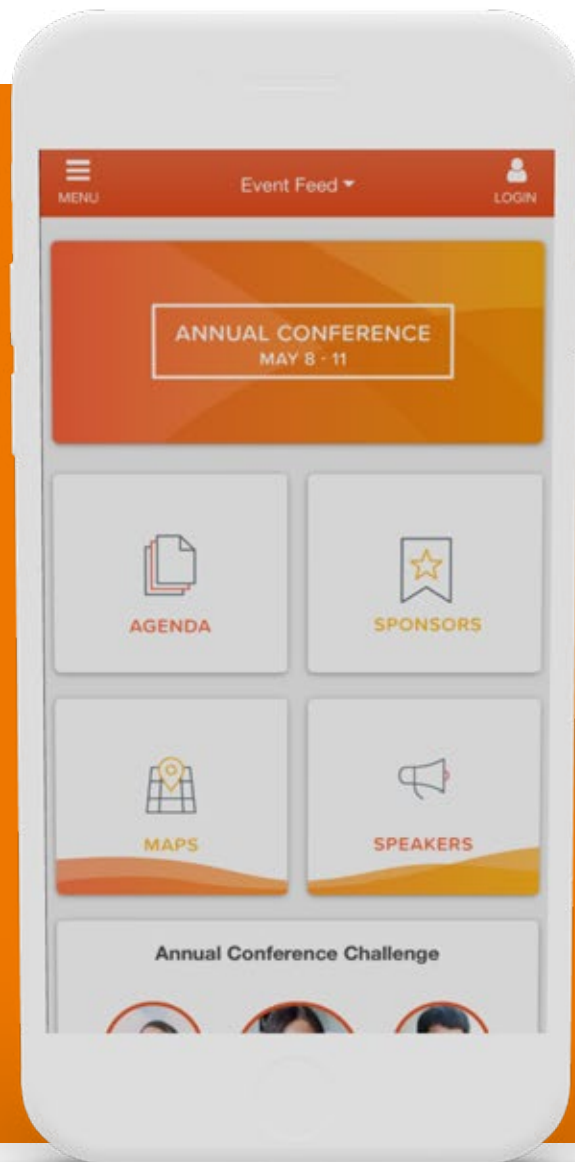 MENU
Event Feed
LOGIN
ANNUAL CONFERENCE
MAY 8 - 11
AGENDA
SPONSORS
MAPS
SPEAKERS
Annual Conference Challenge